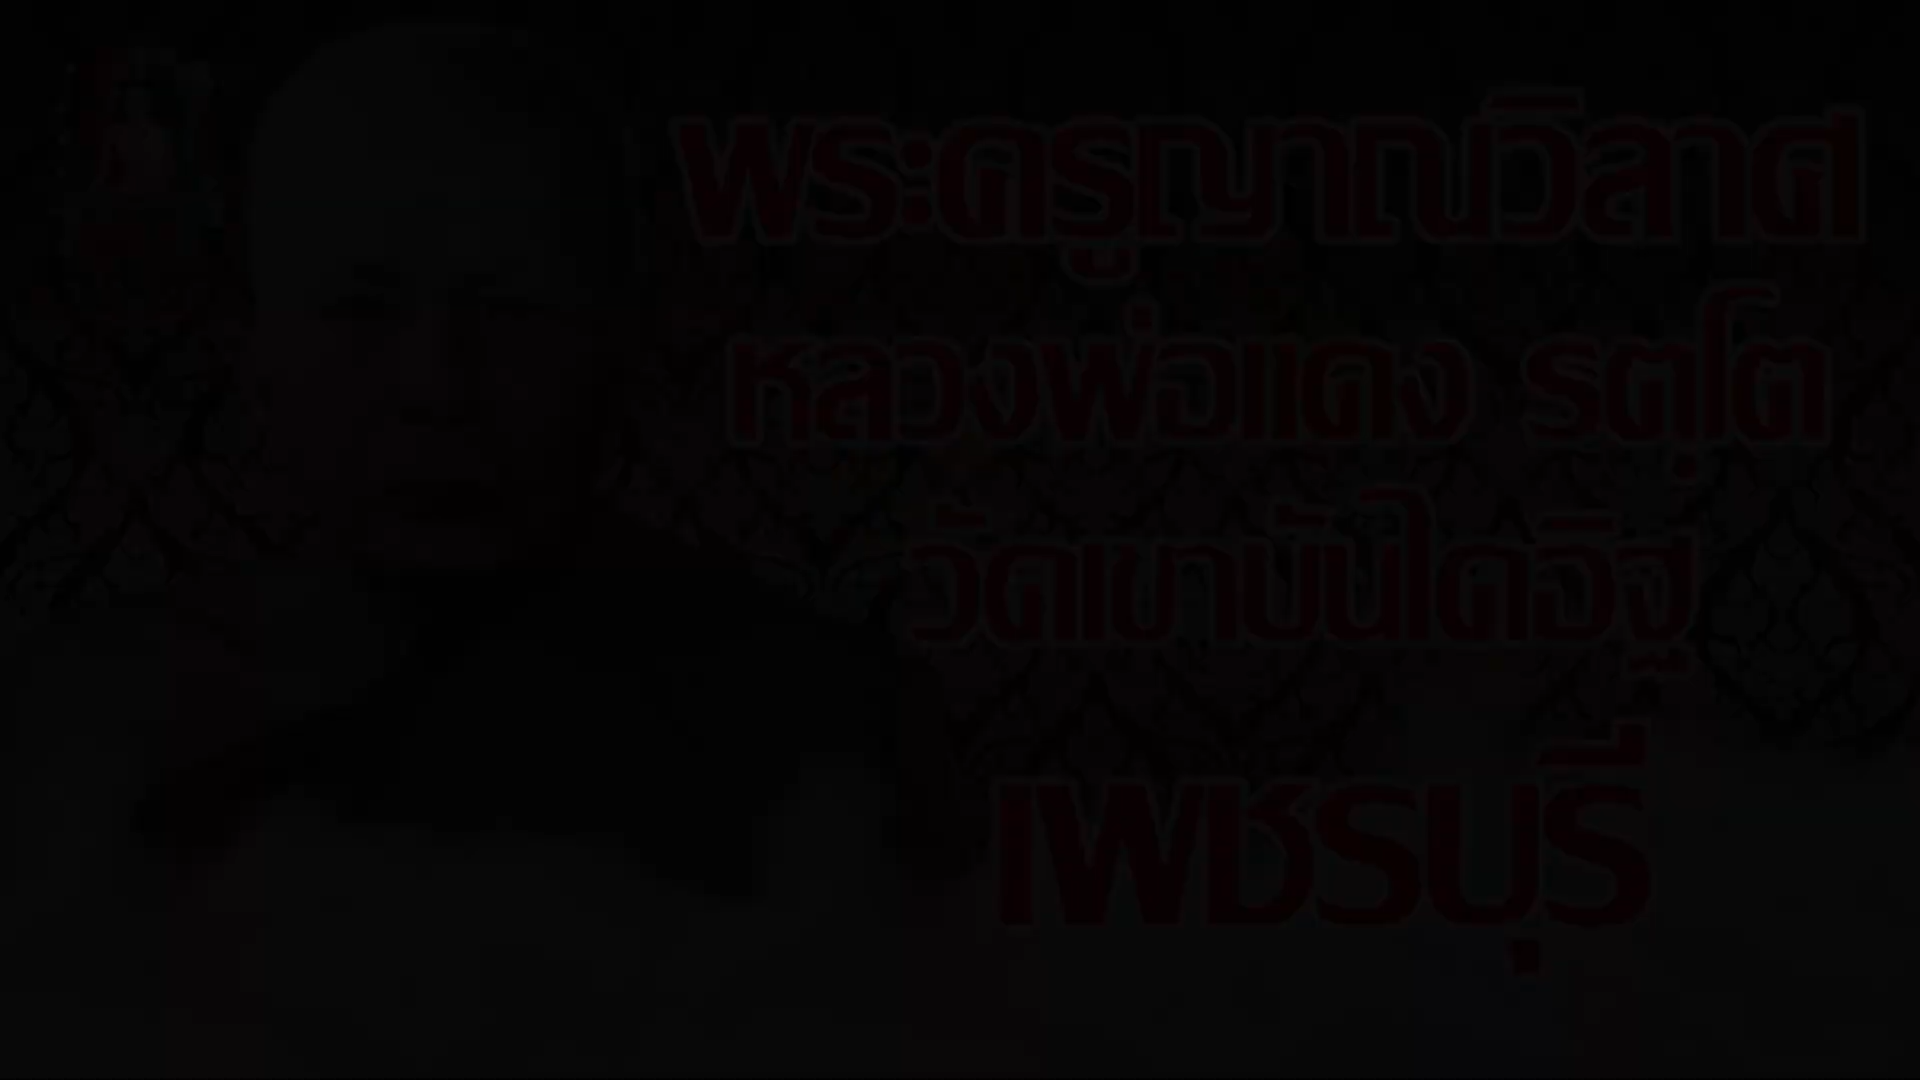 พระครูญาณวิลาศ
หลวงพ่อแดง รตฺโต
วัดเขาบันไดอิฐ
เพชรบุรี